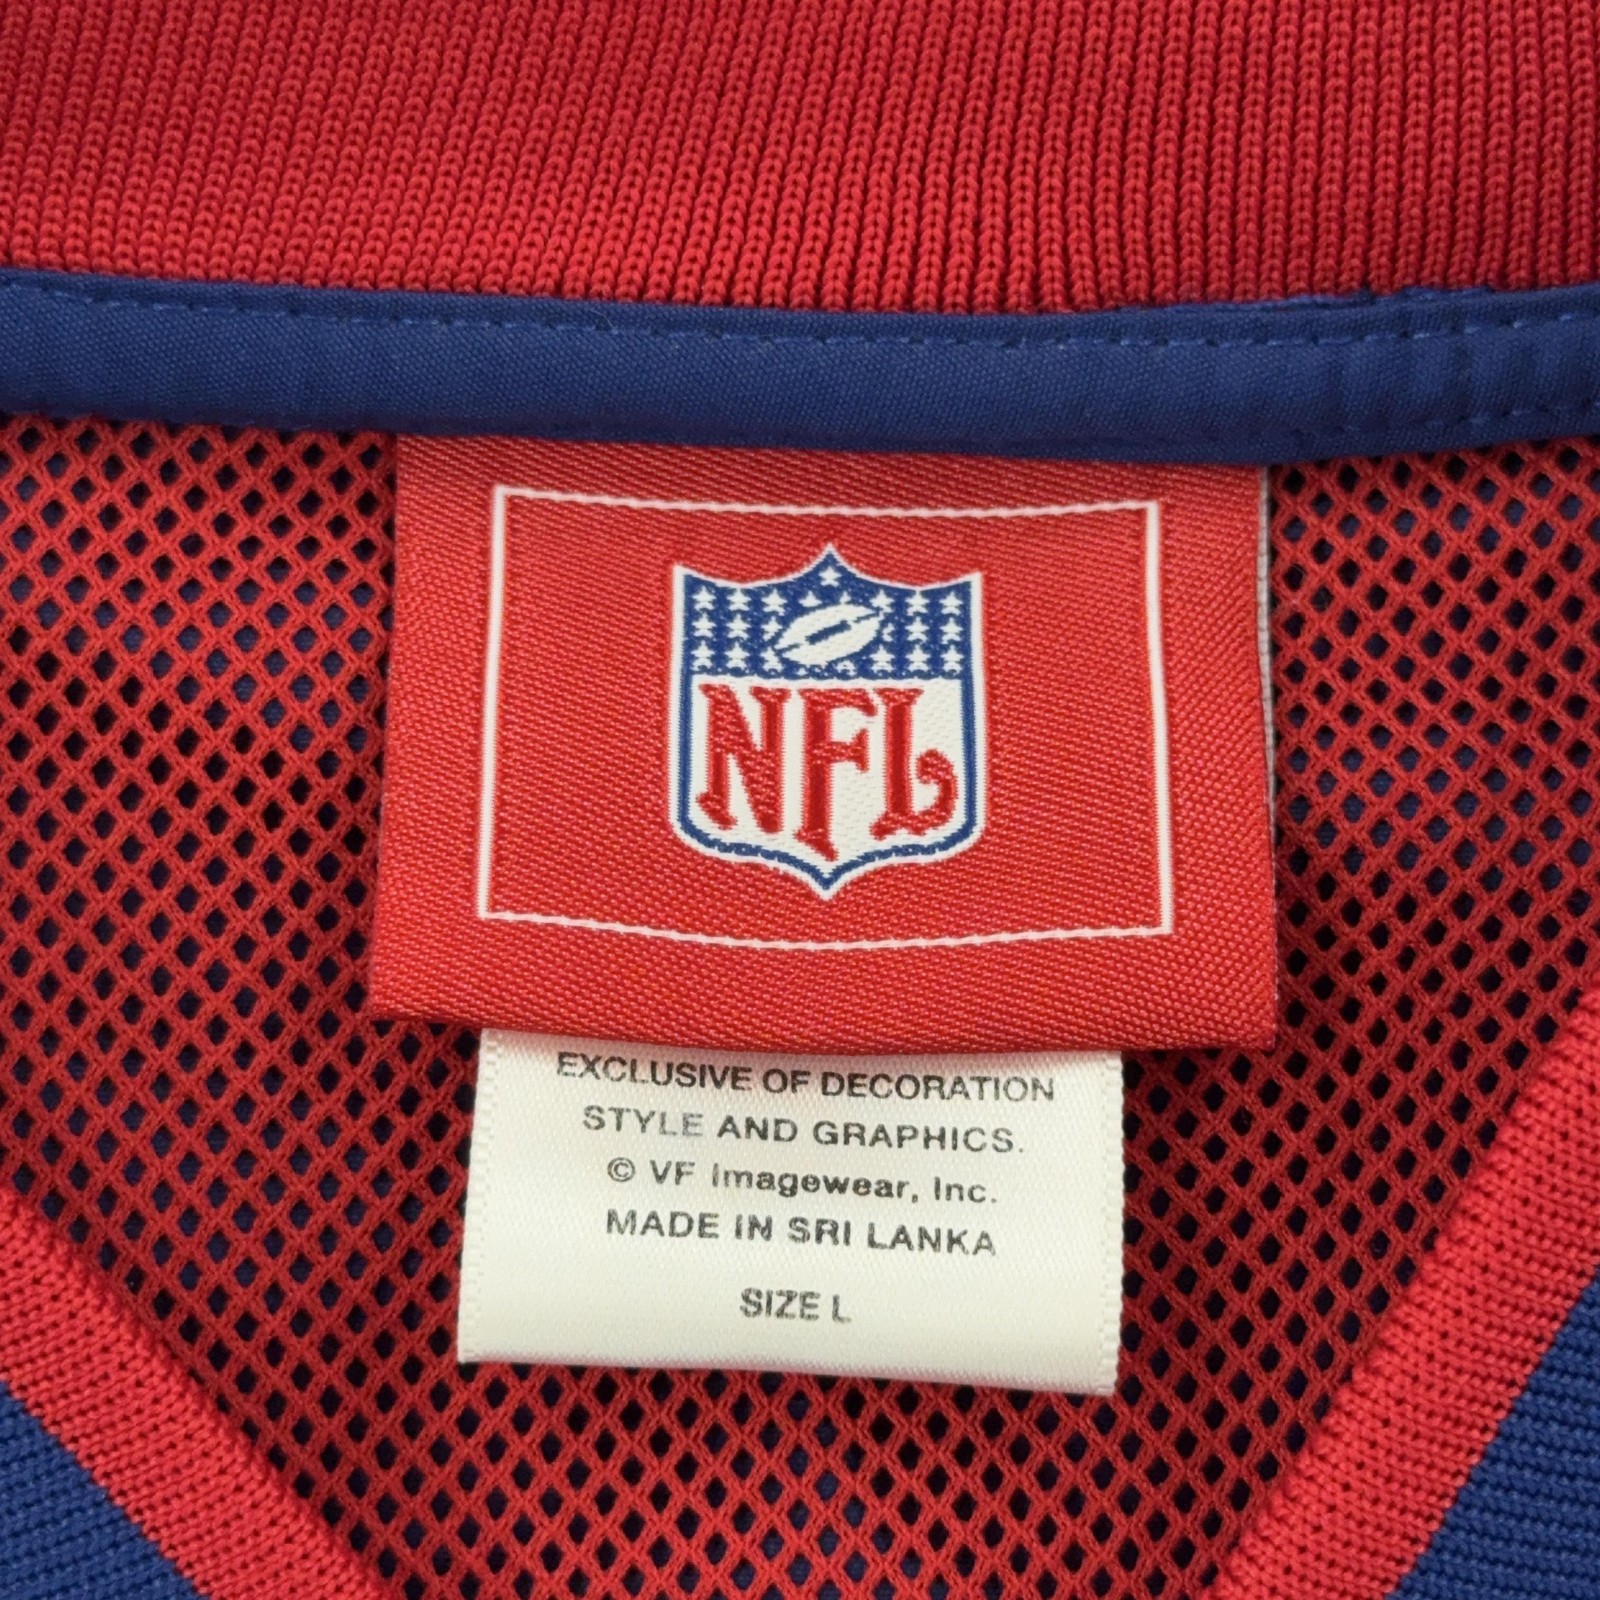 NFL
EXCLUSIVE OF DECORATION
STYLE AND GRAPHICS.
© VF Imagewear, Inc.
MADE IN SRI LANKA
SIZE L